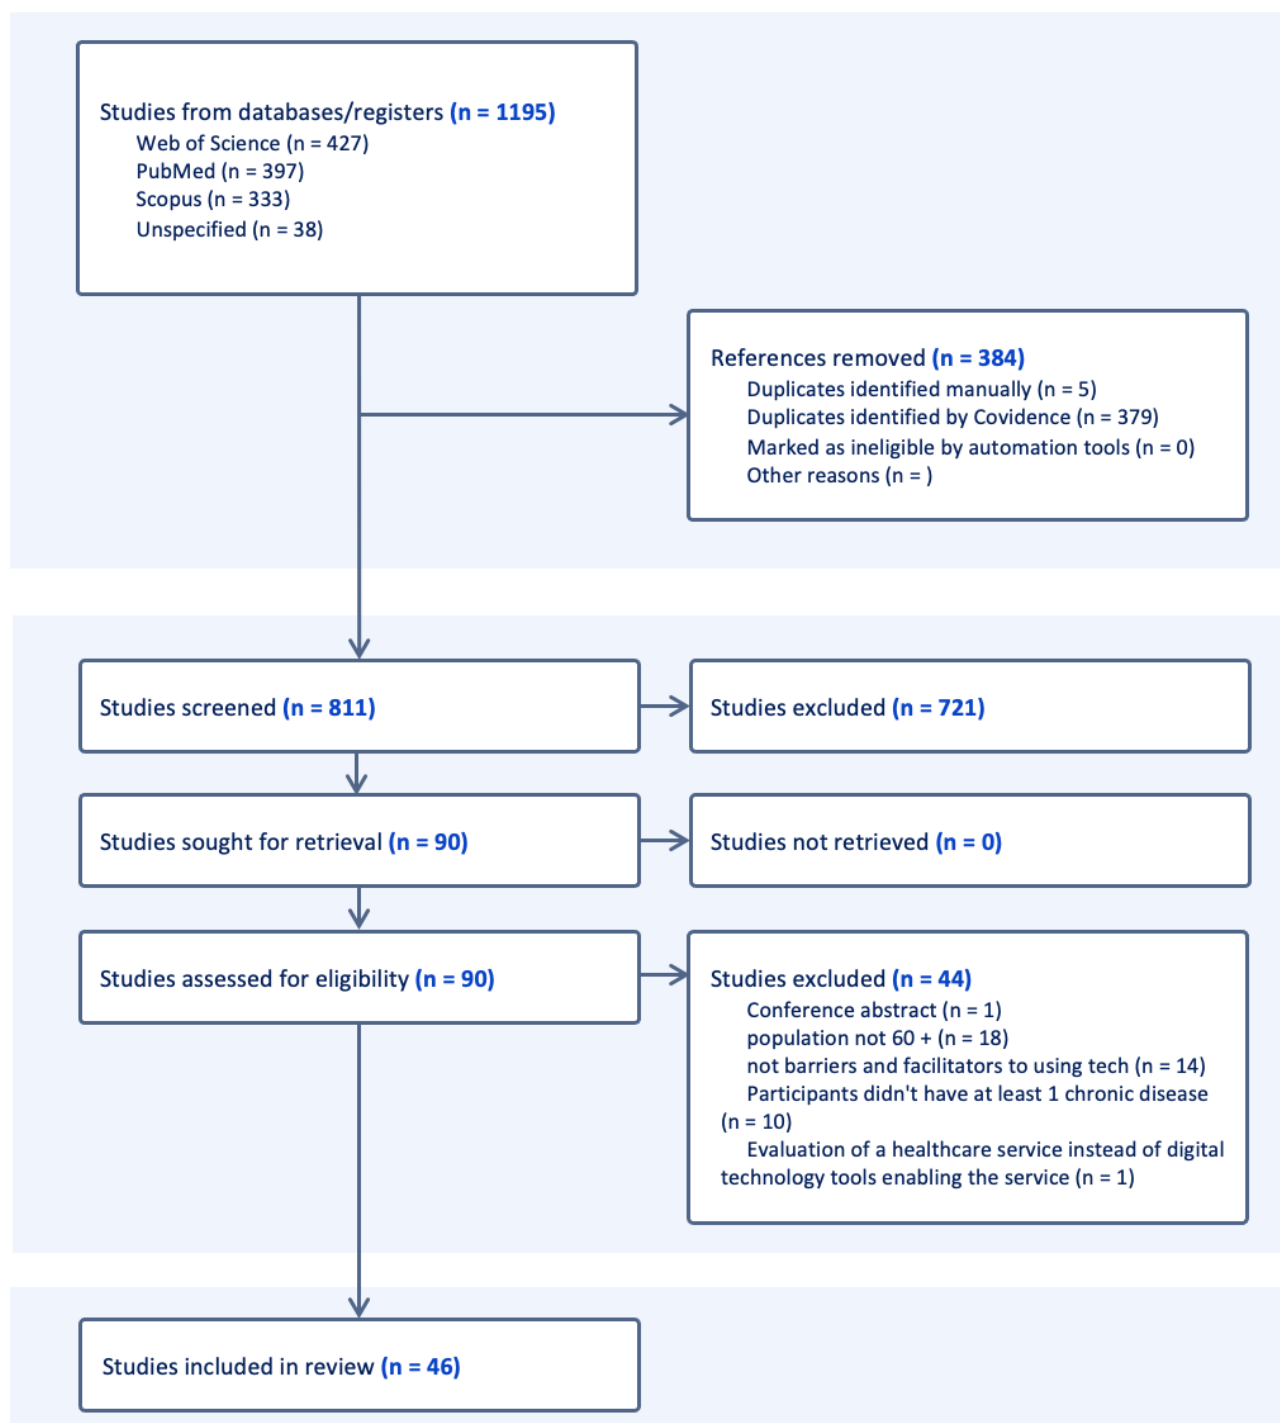 Studies from databases/registers (n = 1195)
Web of Science (n = 427)
PubMed (n = 397)
Scopus (n = 333)
Unspecified (n = 38)
References removed (n = 384)
Duplicates identified manually (n = 5)
Duplicates identified by Covidence (n = 379)
Marked as ineligible by automation tools (n = 0)
Other reasons (n = )
Studies screened (n = 811)
Studies excluded (n = 721)
Studies sought for retrieval (n = 90)
Studies not retrieved (n = 0)
Studies assessed for eligibility (n = 90)
Studies excluded (n = 44)
Conference abstract (n = 1)
population not 60 + (n = 18)
not barriers and facilitators to using tech (n = 14)
Participants didn't have at least 1 chronic disease
(n = 10)
Evaluation of a healthcare service instead of digital
technology tools enabling the service (n = 1)
Studies included in review (n = 46)